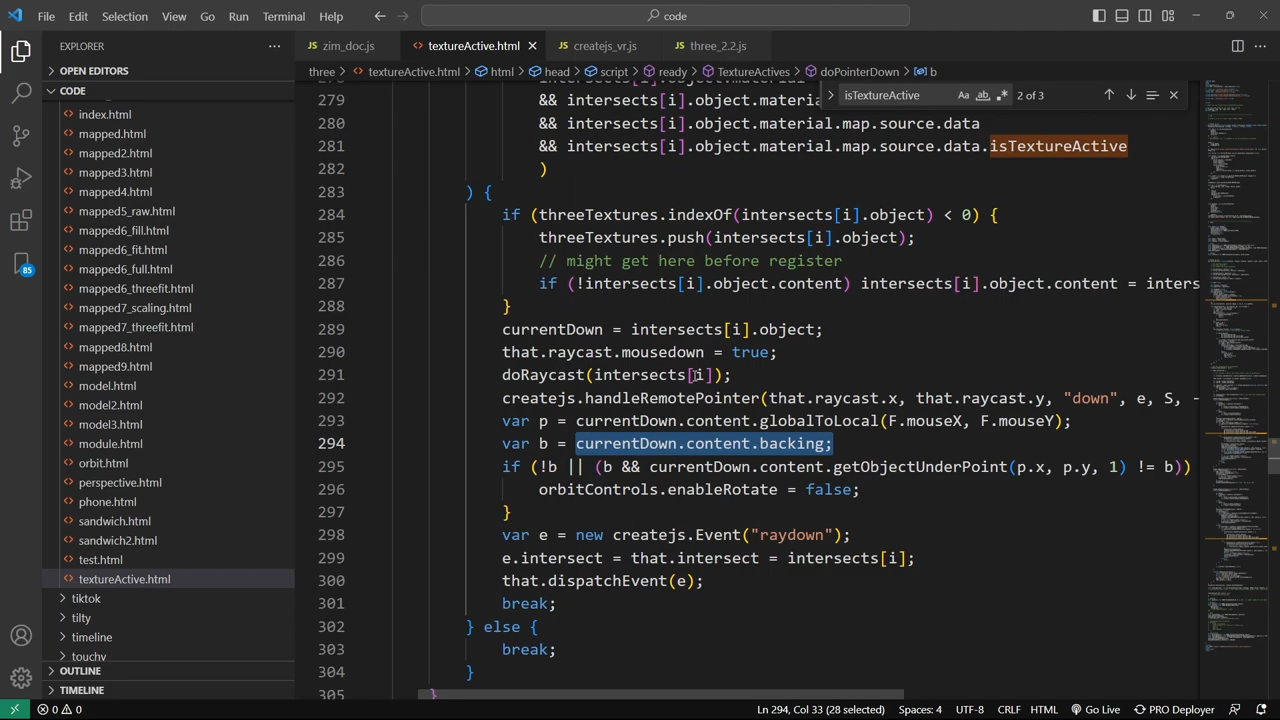 File Edit Selection View Go Run Terminal Help
code
EXPLORER
zim_doc.js
textureActive.html
createjs_vr.js
three_2.2.js
OPEN EDITORS
three > textureActive.html > html > head > script > ready > TextureActives > doPointerDown > b
CODE
isTextureActive
2 of 3
index.html
mapped.html
mapped2.html
mapped3.html
mapped4.html
mapped5_raw.html
mapped6_fill.html
mapped6_fit.html
mapped6_full.html
mapped6_threefit.html
mapped7_scaling.html
mapped7_threefit.html
mapped8.html
mapped9.html
model.html
model2.html
model3.html
module.html
orbit.html
perspective.html
phone.html
sandwich.html
sandwich2.html
test.html
textureActive.html
tiktok
tilty
timeline
touchy
OUTLINE
TIMELINE
85
279 && intersects[i].object.material
280 && intersects[i].object.material.map.source.data
281 && intersects[i].object.material.map.source.data.isTextureActive
282 )
283 ) {
284 if (threeTextures.indexOf(intersects[i].object) < 0) {
285 threeTextures.push(intersects[i].object);
286 might get here before register
287 if (!intersects[i].object.content) intersects[i].object.content = inters
288 }
289 currentDown = intersects[i].object;
290 that.raycast.mousedown = true;
291 doRaycast(intersects[i]);
292 js.handleRemotePointer(that.raycast.x, that.raycast.y, "down", e, S, -
293 var p = currentDown.content.globalToLocal(F.mouseX, F.mouseY);
294 var b = currentDown.content.backing;
295 if (!b || (b && currentDown.content.getObjectUnderPoint(p.x, p.y, 1) != b))
296 orbitControls.enableRotate = false;
297 }
298 var e = new createjs.Event("raydown");
299 e.intersect = that.intersect = intersects[i];
300 that.dispatchEvent(e);
301 break;
302 } else {
303 break;
304 }
305 }
0 0
Ln 294, Col 33 (28 selected)
Spaces: 4
UTF-8
CRLF
HTML
Go Live
PRO Deployer